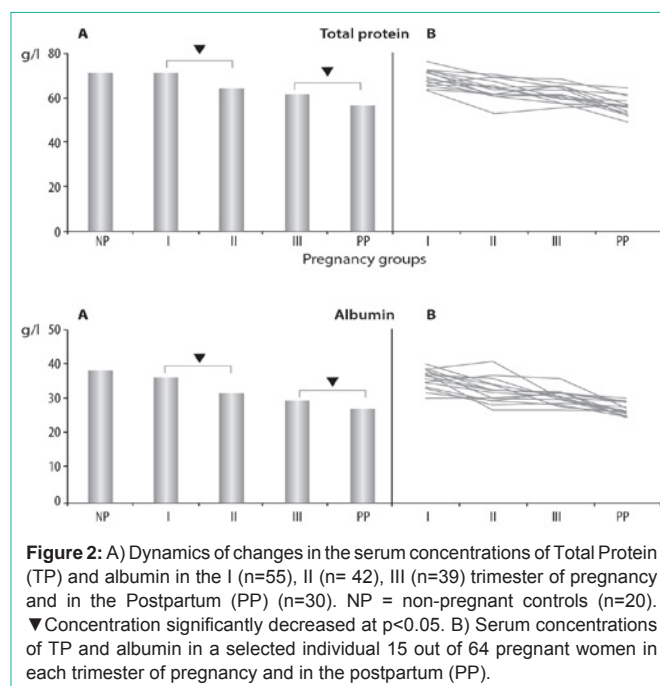 A Total protein B
g/l
80
60
40
20
0
NP I II III PP I II III PP
Pregnancy groups
A Albumin B
g/l
50
40
30
20
10
0
NP I II III PP I II III PP
Figure 2: A) Dynamics of changes in the serum concentrations of Total Protein
(TP) and albumin in the I (n=55), II (n= 42), III (n=39) trimester of pregnancy
and in the Postpartum (PP) (n=30). NP = non-pregnant controls (n=20).
▼Concentration significantly decreased at p<0.05. B) Serum concentrations
of TP and albumin in a selected individual 15 out of 64 pregnant women in
each trimester of pregnancy and in the postpartum (PP).